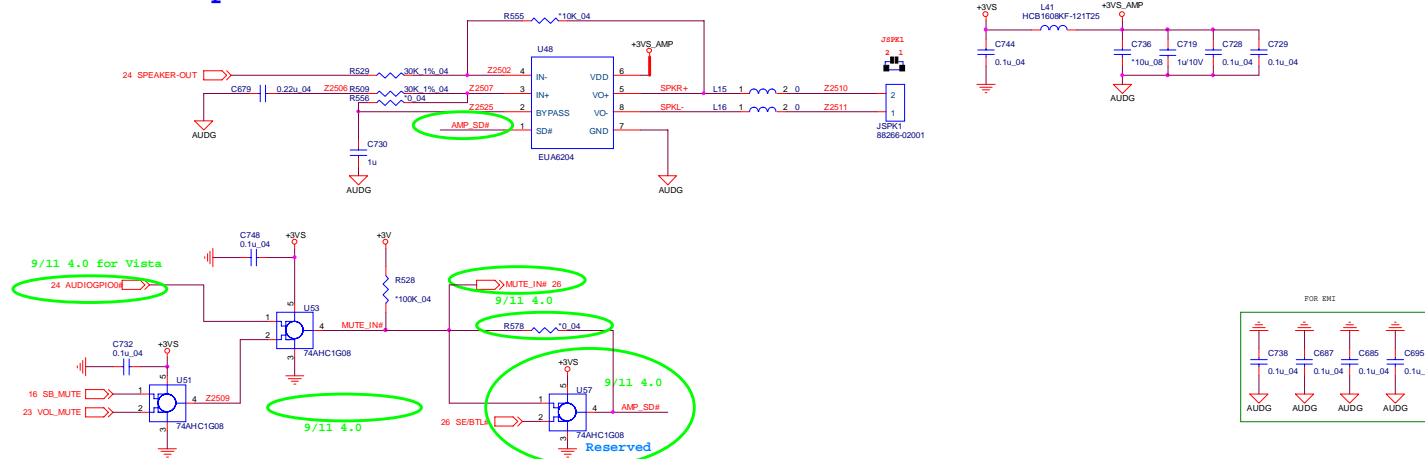 R555
*10K_04
+3VS
L41
HCB1608KF-121T25
+3VS_AMP
C744
0.1u_04
C736
*10u_08
C719
1u/10V
C728
0.1u_04
C729
0.1u_04
AUDG
U48
+3VS_AMP
JSPK1
2 1
24 SPEAKER-OUT
R529
30K_1%_04
Z2502
4
IN-
VDD
6
C679
0.22u_04
Z2506
R509
30K_1%_04
Z2507
3
IN+
VO+
5
SPKR+
L15
1
2
0
Z2510
2
R556
*0_04
Z2525
2
BYPASS
VO-
8
SPKL-
L16
1
2
0
Z2511
1
AUDG
AMP_SD#
1
SD#
GND
7
JSPK1
88266-02001
C730
1u
EUA6204
AUDG
AUDG
C748
0.1u_04
+3VS
+3V
9/11 4.0 for Vista
24 AUDIOGPIO0#
R528
*100K_04
MUTE_IN# 26
9/11 4.0
5
U53
1
2
4
MUTE_IN#
R578
*0_04
3
74AHC1G08
C732
0.1u_04
+3VS
+3VS
5
U51
5
U57
9/11 4.0
16 SB_MUTE
1
4
Z2509
23 VOL_MUTE
2
3
74AHC1G08
9/11 4.0
1
26 SE/BTL#
2
4
AMP_SD#
3
74AHC1G08
Reserved
FOR EMI
C738
0.1u_04
C687
0.1u_04
C685
0.1u_04
C695
AUDG
AUDG
AUDG
AUDG